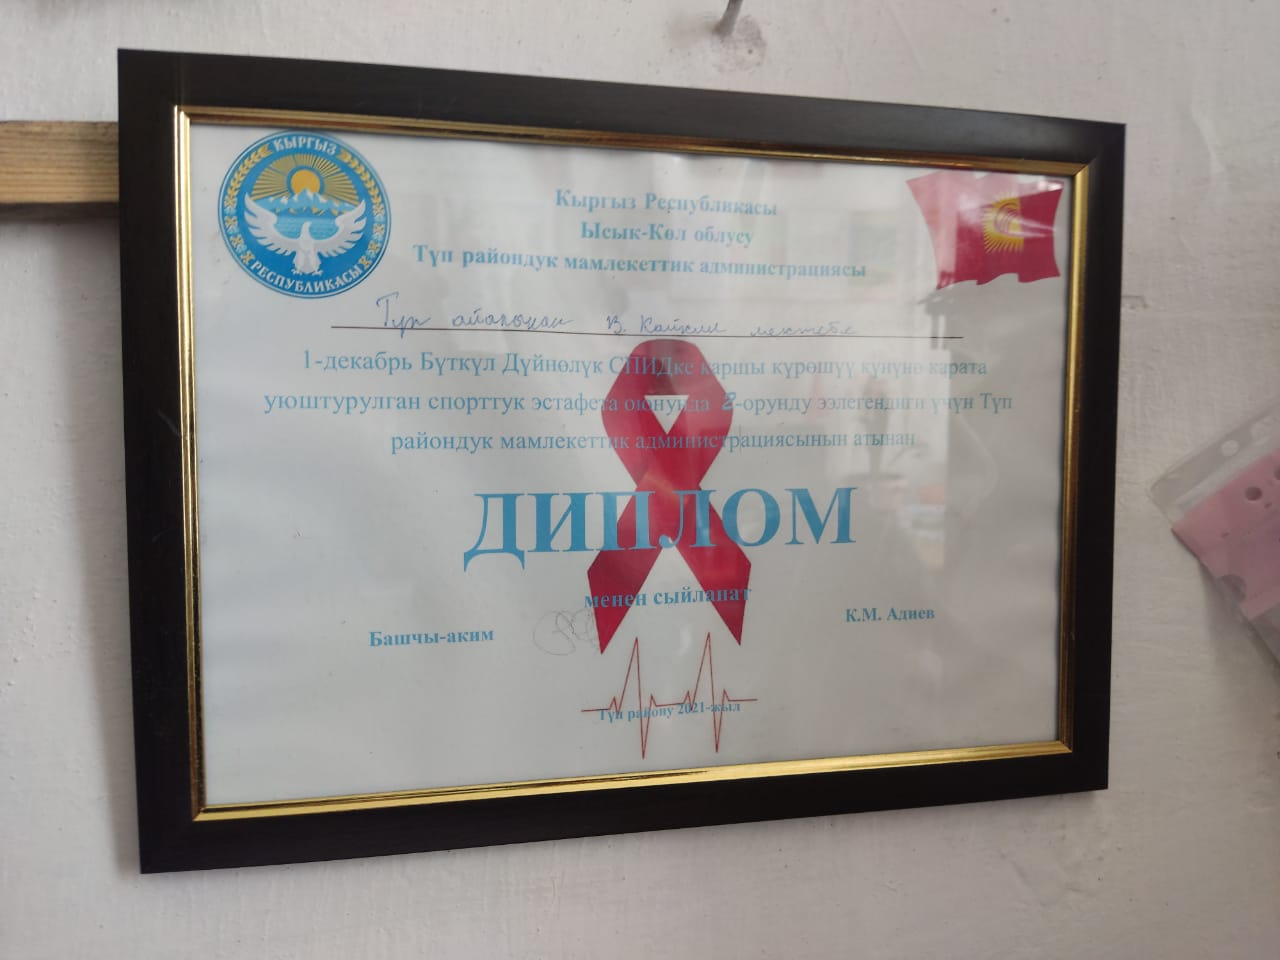 КЫРГЫЗ
РЕСПУБЛИКАСЫ
Кыргыз Республикасы
Ысык-Көл облусу
Түп райондук мамлекеттик администрациясы
Түп В. мектеби
1-декабрь Бүткүл Дүйнөлүк СПИДке каршы күрөшүү күнүнө карата
уюштурулган спорттук эстафета оюнунда 2-орунду ээлегендиги үчүн Түп
райондук мамлекеттик администрациясынын атынан
ДИПЛОМ
менен сыйланат
Башчы-аким К.М. Адиев
Түп району 2021-жыл